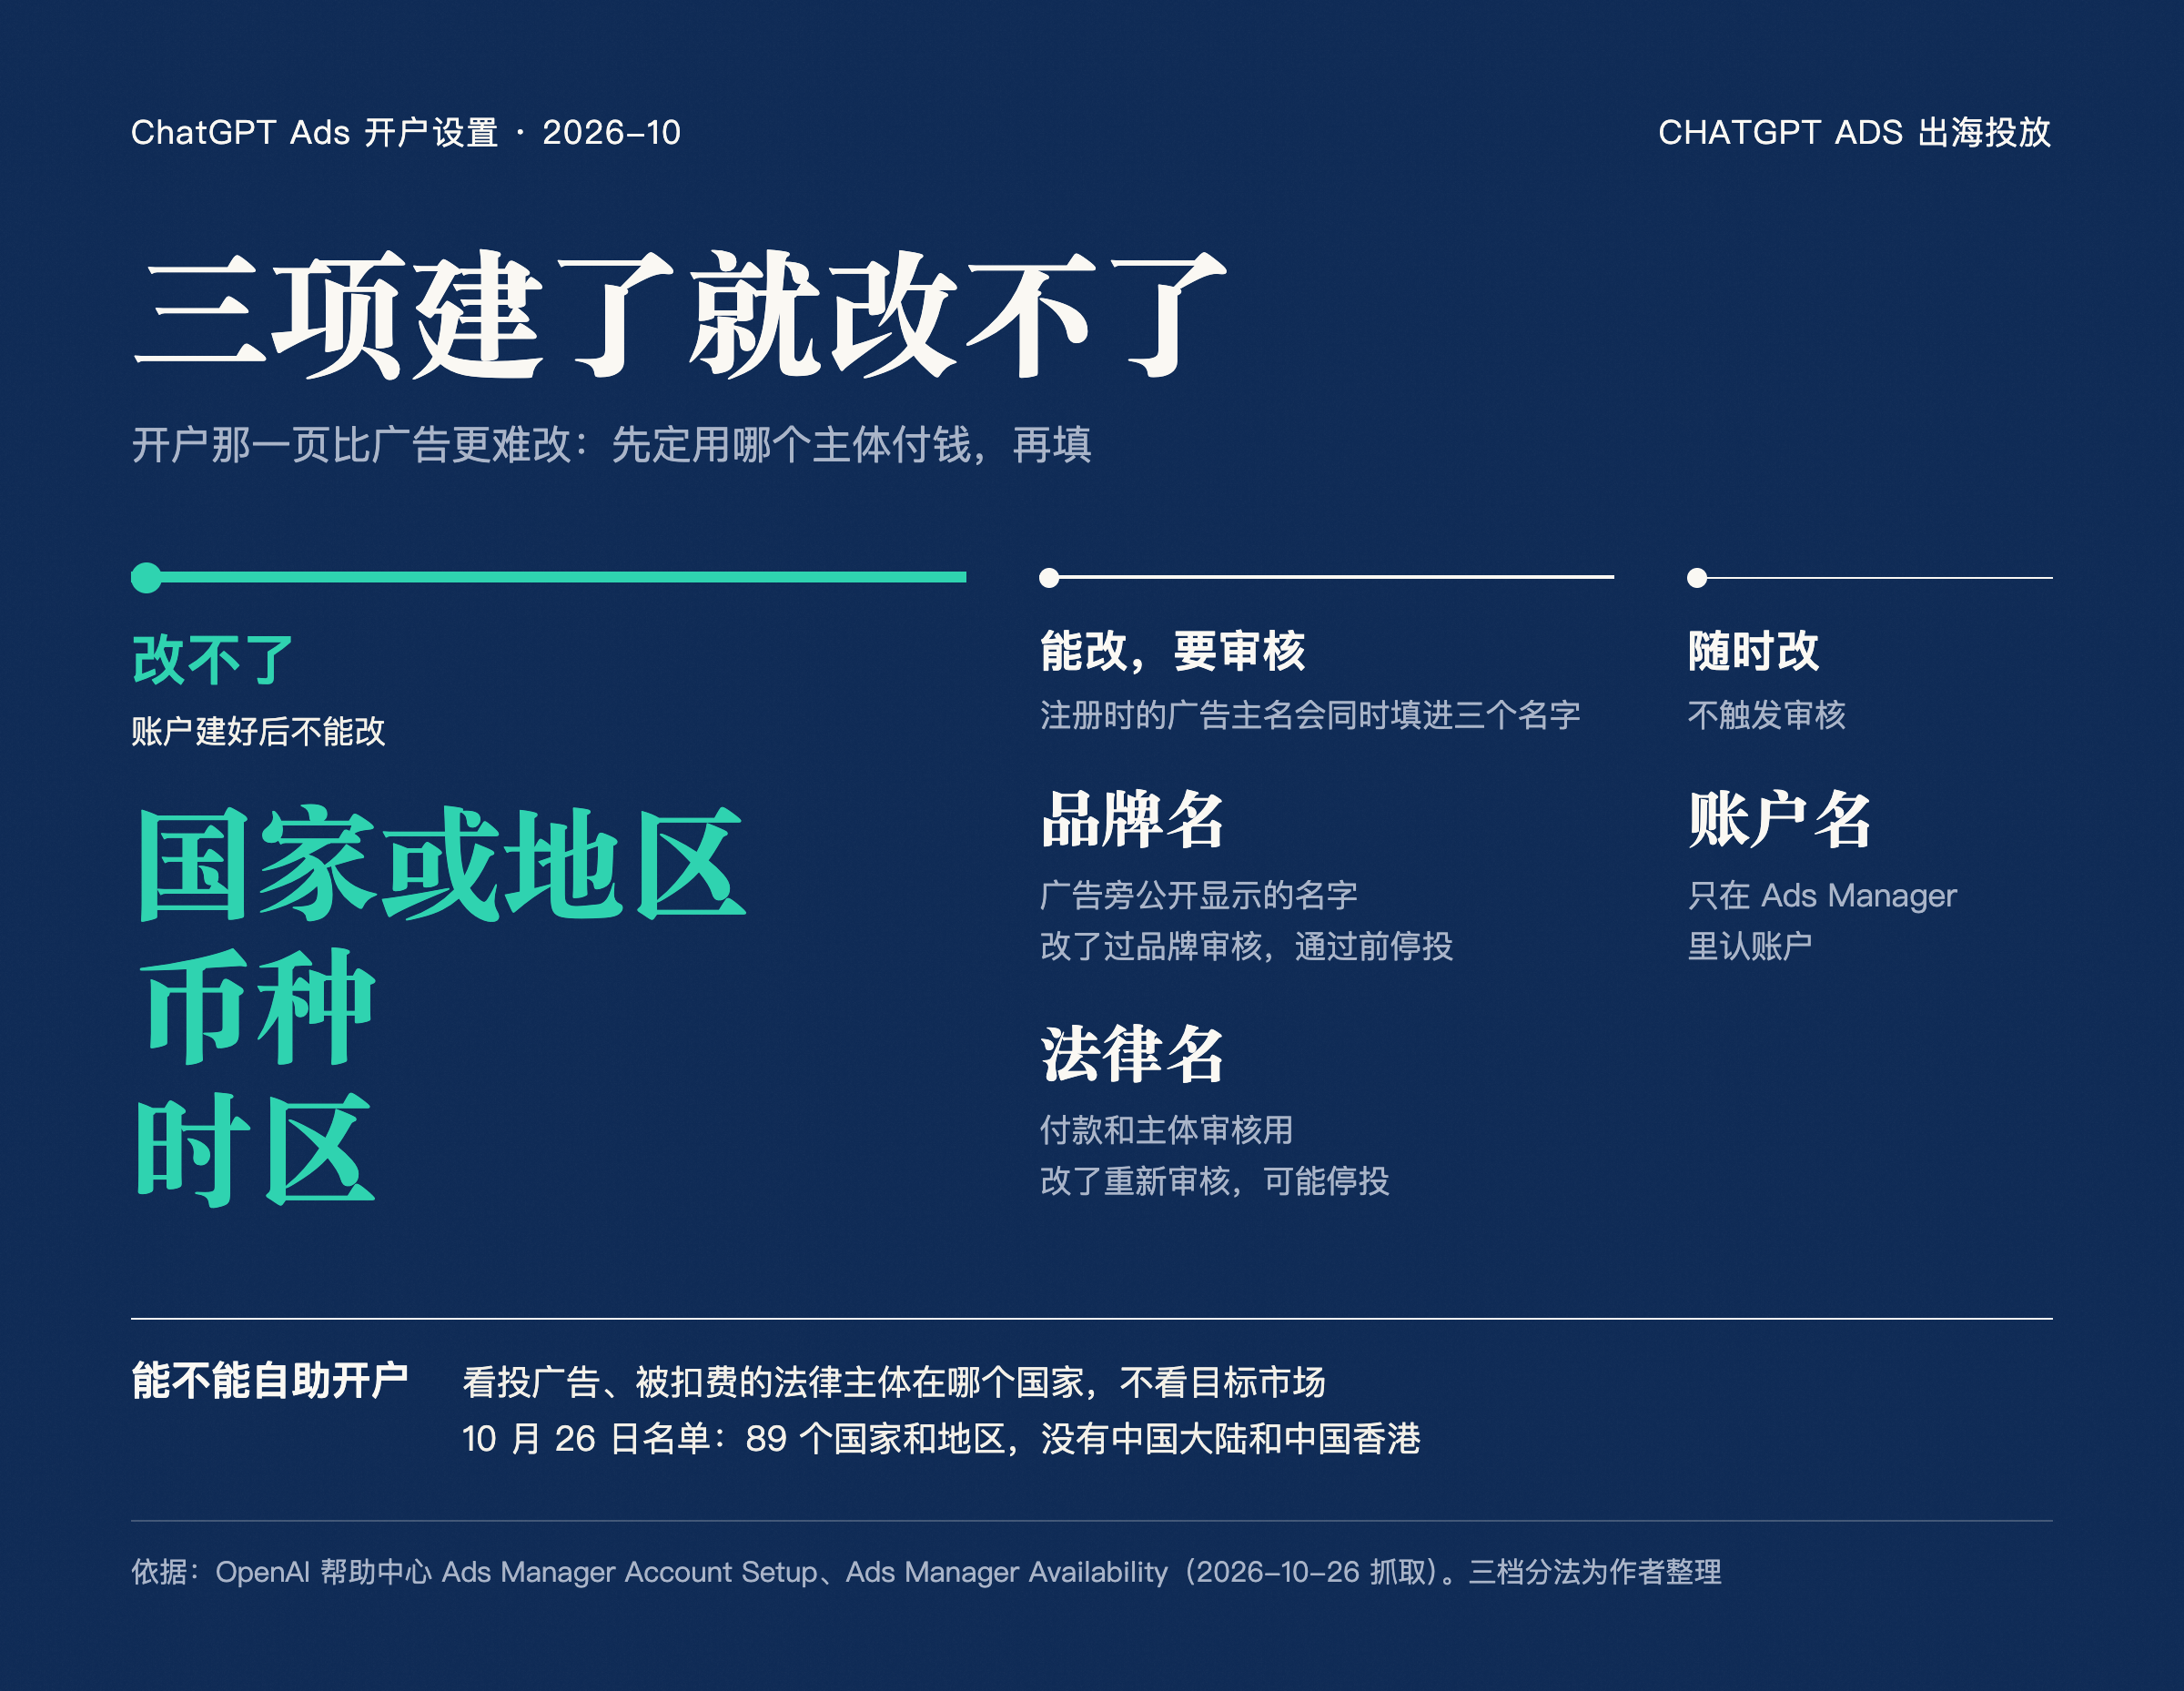 ChatGPT Ads 开户设置 · 2026-10
CHATGPT ADS 出海投放
三项建了就改不了
开户那一页比广告更难改：先定用哪个主体付钱，再填
改不了
账户建好后不能改
国家或地区
币种
时区
能改，要审核
注册时的广告主名会同时填进三个名字
品牌名
广告旁公开显示的名字
改了过品牌审核，通过前停投
法律名
付款和主体审核用
改了重新审核，可能停投
随时改
不触发审核
账户名
只在 Ads Manager
里认账户
能不能自助开户
看投广告、被扣费的法律主体在哪个国家，不看目标市场
10 月 26 日名单：89 个国家和地区，没有中国大陆和中国香港
依据：OpenAI 帮助中心 Ads Manager Account Setup、Ads Manager Availability（2026-10-26 抓取）。三档分法为作者整理